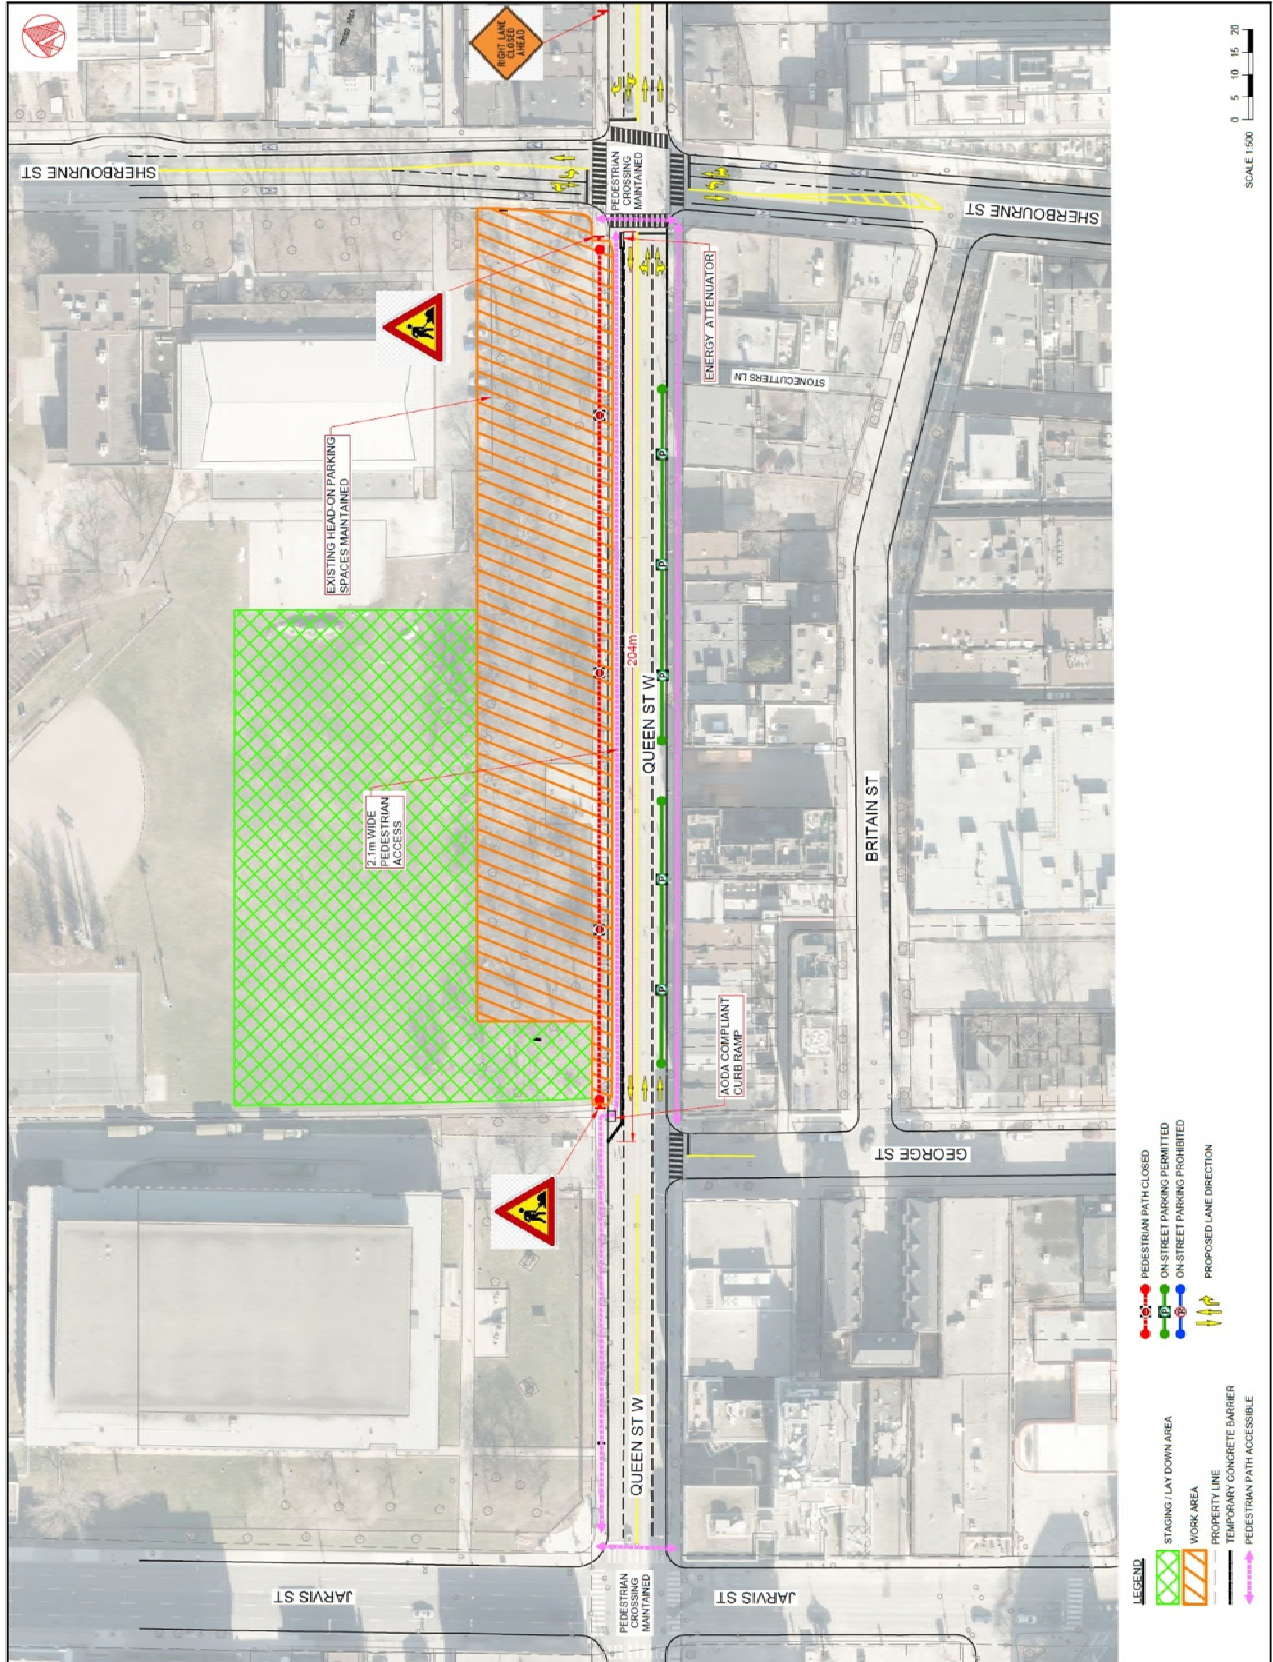 RIGHT LANE
CLOSED
AHEAD
SHERBOURNE ST
PEDESTRIAN
CROSSING
MAINTAINED
SHERBOURNE ST
EXISTING HEAD-ON PARKING
SPACES MAINTAINED
ENERGY ATTENUATOR
STONECUTTERS LN
204m
QUEEN ST W
2.1m WIDE
PEDESTRIAN
ACCESS
BRITAIN ST
AODA COMPLIANT
CURB RAMP
GEORGE ST
QUEEN ST W
JARVIS ST
PEDESTRIAN
CROSSING
MAINTAINED
JARVIS ST
LEGEND
STAGING / LAY DOWN AREA
WORK AREA
PROPERTY LINE
TEMPORARY CONCRETE BARRIER
PEDESTRIAN PATH ACCESSIBLE
PEDESTRIAN PATH CLOSED
ON-STREET PARKING PERMITTED
ON-STREET PARKING PROHIBITED
PROPOSED LANE DIRECTION
SCALE 1:500
0 5 10 15 20